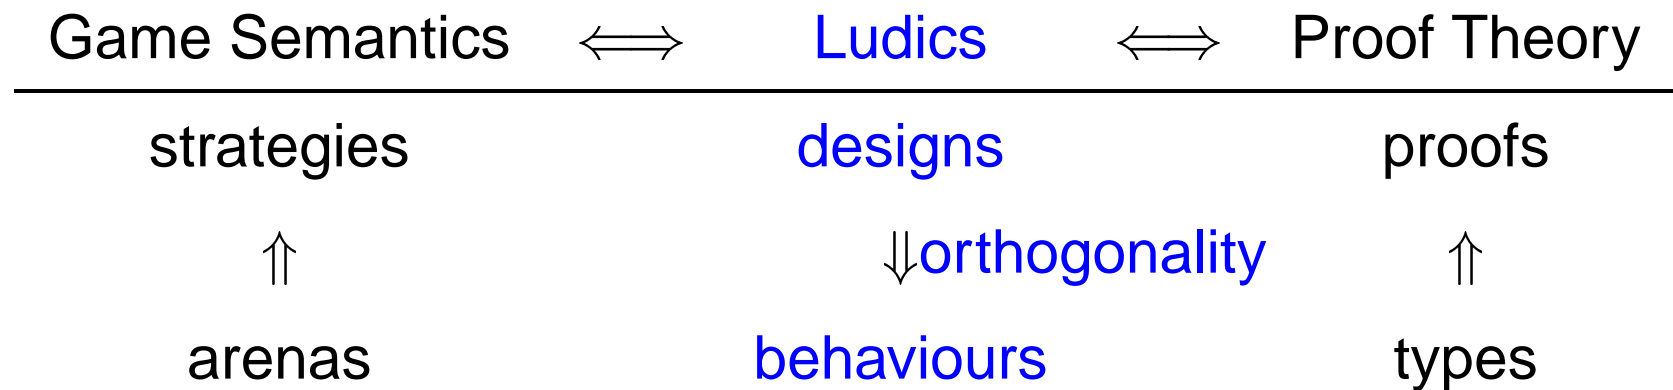 Game Semantics ⟺ Ludics ⟺ Proof Theory
strategies designs proofs
⇑ ⇓orthogonality ⇑
arenas behaviours types